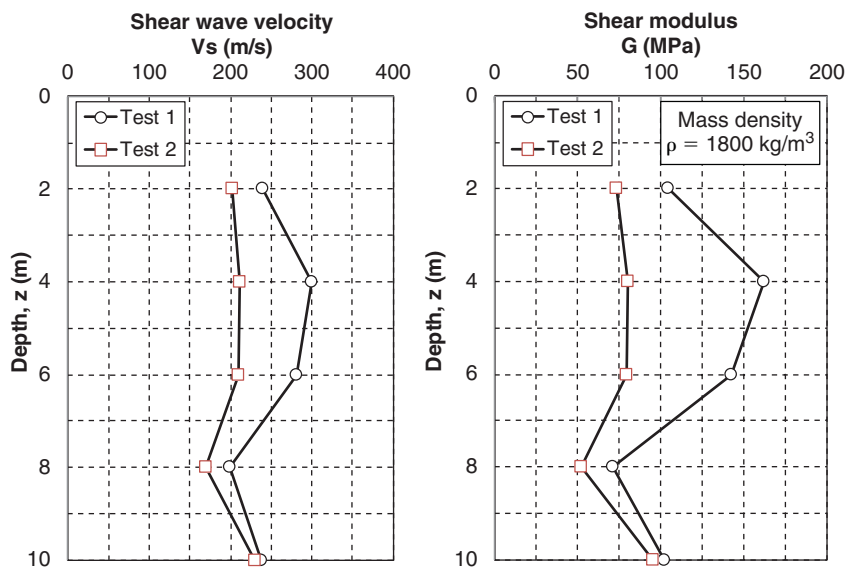 Shear wave velocity
Vs (m/s)
0 100 200 300 400
0
2
4
6
8
10
Depth, z (m)
Test 1
Test 2
Shear modulus
G (MPa)
0 50 100 150 200
0
2
4
6
8
10
Depth, z (m)
Test 1
Test 2
Mass density
ρ = 1800 kg/m³